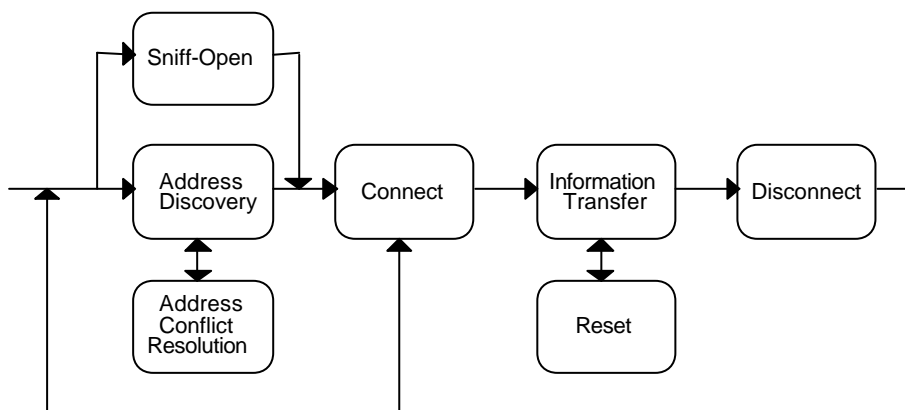 Sniff-Open
Address
Discovery
Connect
Information
Transfer
Disconnect
Address
Conflict
Resolution
Reset